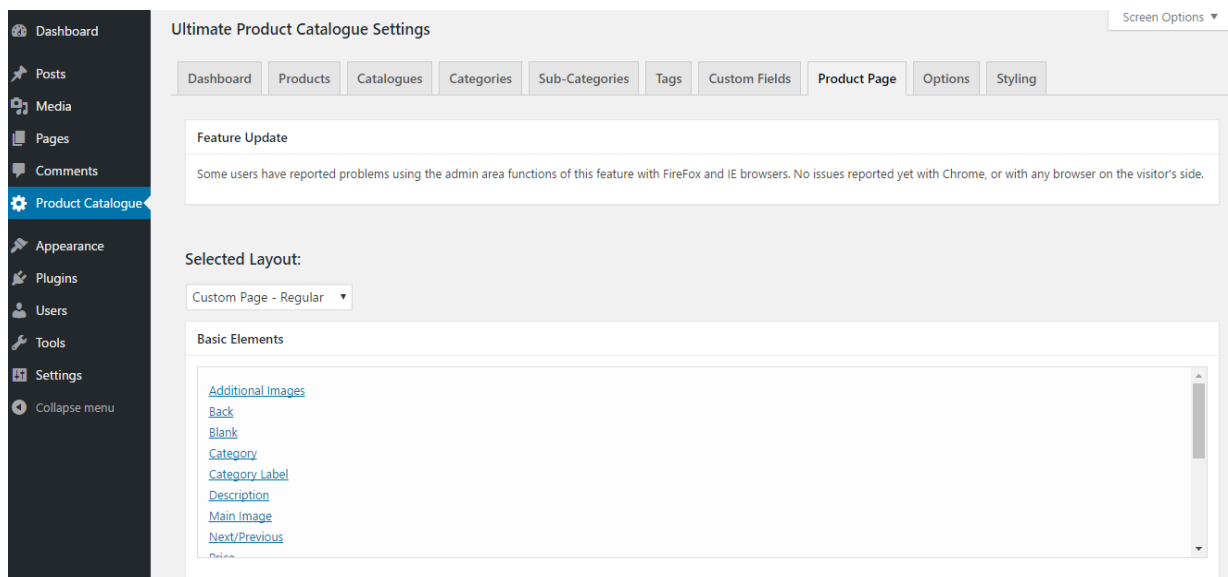 Screen Options
Dashboard
Posts
Media
Pages
Comments
Product Catalogue
Appearance
Plugins
Users
Tools
Settings
Collapse menu
Ultimate Product Catalogue Settings
Dashboard Products Catalogues Categories Sub-Categories Tags Custom Fields Product Page Options Styling
Feature Update
Some users have reported problems using the admin area functions of this feature with FireFox and IE browsers. No issues reported yet with Chrome, or with any browser on the visitor's side.
Selected Layout:
Custom Page - Regular
Basic Elements
Additional Images
Back
Blank
Category
Category Label
Description
Main Image
Next/Previous
Price